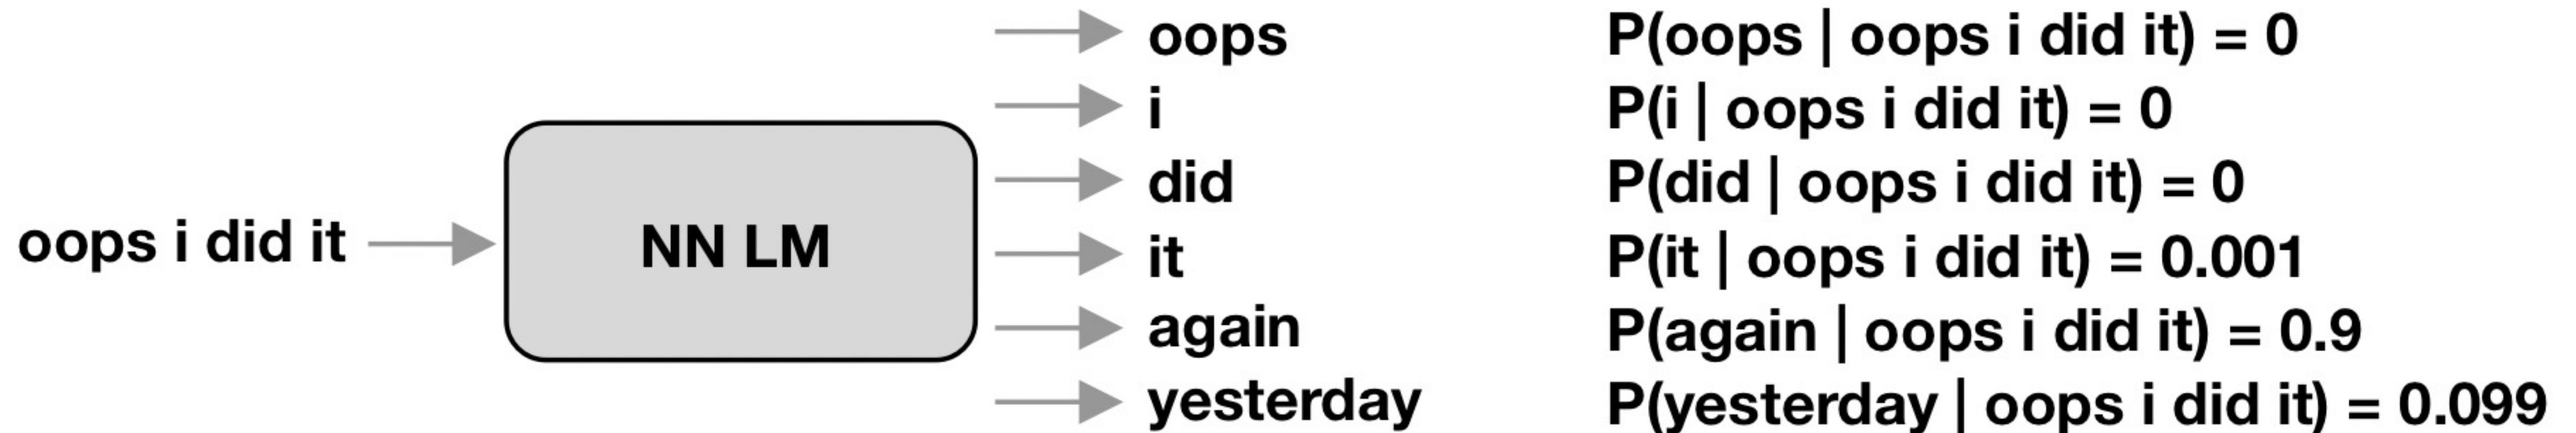 oops P(oops | oops i did it) = 0
i P(i | oops i did it) = 0
did P(did | oops i did it) = 0
oops i did it NN LM it P(it | oops i did it) = 0.001
again P(again | oops i did it) = 0.9
yesterday P(yesterday | oops i did it) = 0.099